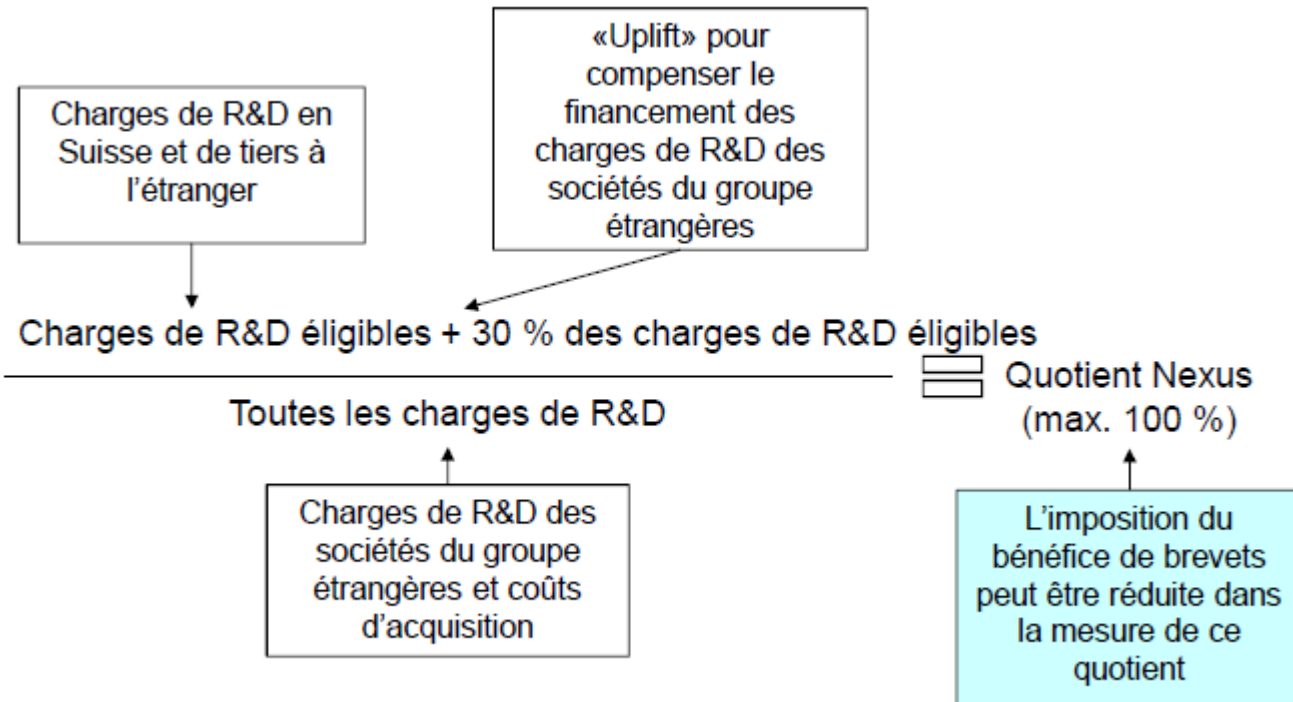 «Uplift» pour
compenser le
financement des
charges de R&D des
sociétés du groupe
étrangères
Charges de R&D en
Suisse et de tiers à
l'étranger
Charges de R&D éligibles + 30 % des charges de R&D éligibles
Toutes les charges de R&D
Quotient Nexus
(max. 100 %)
Charges de R&D des
sociétés du groupe
étrangères et coûts
d'acquisition
L'imposition du
bénéfice de brevets
peut être réduite dans
la mesure de ce
quotient